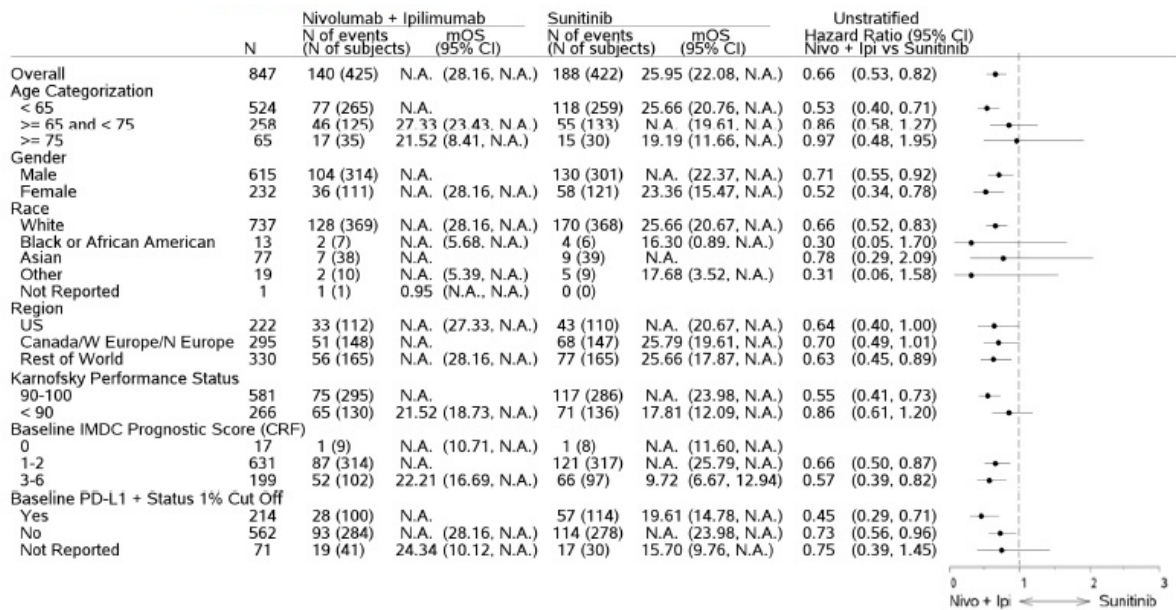 Nivolumab + Ipilimumab Sunitinib Unstratified
N of events mOS N of events mOS Hazard Ratio (95% CI)
N (N of subjects) (95% CI) (N of subjects) (95% CI) Nivo + Ipi vs Sunitinib
Overall 847 140 (425) N.A. (28.16, N.A.) 188 (422) 25.95 (22.08, N.A.) 0.66 (0.53, 0.82)
Age Categorization
< 65 524 77 (265) N.A. 118 (259) 25.66 (20.76, N.A.) 0.53 (0.40, 0.71)
>= 65 and < 75 258 46 (125) 27.33 (23.43, N.A.) 55 (133) N.A. (19.61, N.A.) 0.86 (0.58, 1.27)
>= 75 65 17 (35) 21.52 (8.41, N.A.) 15 (30) 19.19 (11.66, N.A.) 0.97 (0.48, 1.95)
Gender
Male 615 104 (314) N.A. 130 (301) N.A. (22.37, N.A.) 0.71 (0.55, 0.92)
Female 232 36 (111) N.A. (28.16, N.A.) 58 (121) 23.36 (15.47, N.A.) 0.52 (0.34, 0.78)
Race
White 737 128 (369) N.A. (28.16, N.A.) 170 (368) 25.66 (20.67, N.A.) 0.66 (0.52, 0.83)
Black or African American 13 2 (7) N.A. (5.68, N.A.) 4 (6) 16.30 (0.89, N.A.) 0.30 (0.05, 1.70)
Asian 77 7 (38) N.A. 9 (39) N.A. 0.78 (0.29, 2.09)
Other 19 2 (10) N.A. (5.39, N.A.) 5 (9) 17.68 (3.52, N.A.) 0.31 (0.06, 1.58)
Not Reported 1 1 (1) 0.95 (N.A., N.A.) 0 (0)
Region
US 222 33 (112) N.A. (27.33, N.A.) 43 (110) N.A. (20.67, N.A.) 0.64 (0.40, 1.00)
Canada/W Europe/N Europe 295 51 (148) N.A. 68 (147) 25.79 (19.61, N.A.) 0.70 (0.49, 1.01)
Rest of World 330 56 (165) N.A. (28.16, N.A.) 77 (165) 25.66 (17.87, N.A.) 0.63 (0.45, 0.89)
Karnofsky Performance Status
90-100 581 75 (295) N.A. 117 (286) N.A. (23.98, N.A.) 0.55 (0.41, 0.73)
< 90 266 65 (130) 21.52 (18.73, N.A.) 71 (136) 17.81 (12.09, N.A.) 0.86 (0.61, 1.20)
Baseline IMDC Prognostic Score (CRF)
0 17 1 (9) N.A. (10.71, N.A.) 1 (8) N.A. (11.60, N.A.)
1-2 631 87 (314) N.A. 121 (317) N.A. (25.79, N.A.) 0.66 (0.50, 0.87)
3-6 199 52 (102) 22.21 (16.69, N.A.) 66 (97) 9.72 (6.67, 12.94) 0.57 (0.39, 0.82)
Baseline PD-L1 + Status 1% Cut Off
Yes 214 28 (100) N.A. 57 (114) 19.61 (14.78, N.A.) 0.45 (0.29, 0.71)
No 562 93 (284) N.A. (28.16, N.A.) 114 (278) N.A. (23.98, N.A.) 0.73 (0.56, 0.96)
Not Reported 71 19 (41) 24.34 (10.12, N.A.) 17 (30) 15.70 (9.76, N.A.) 0.75 (0.39, 1.45)
0 1 2 3
Nivo + Ipi Sunitinib